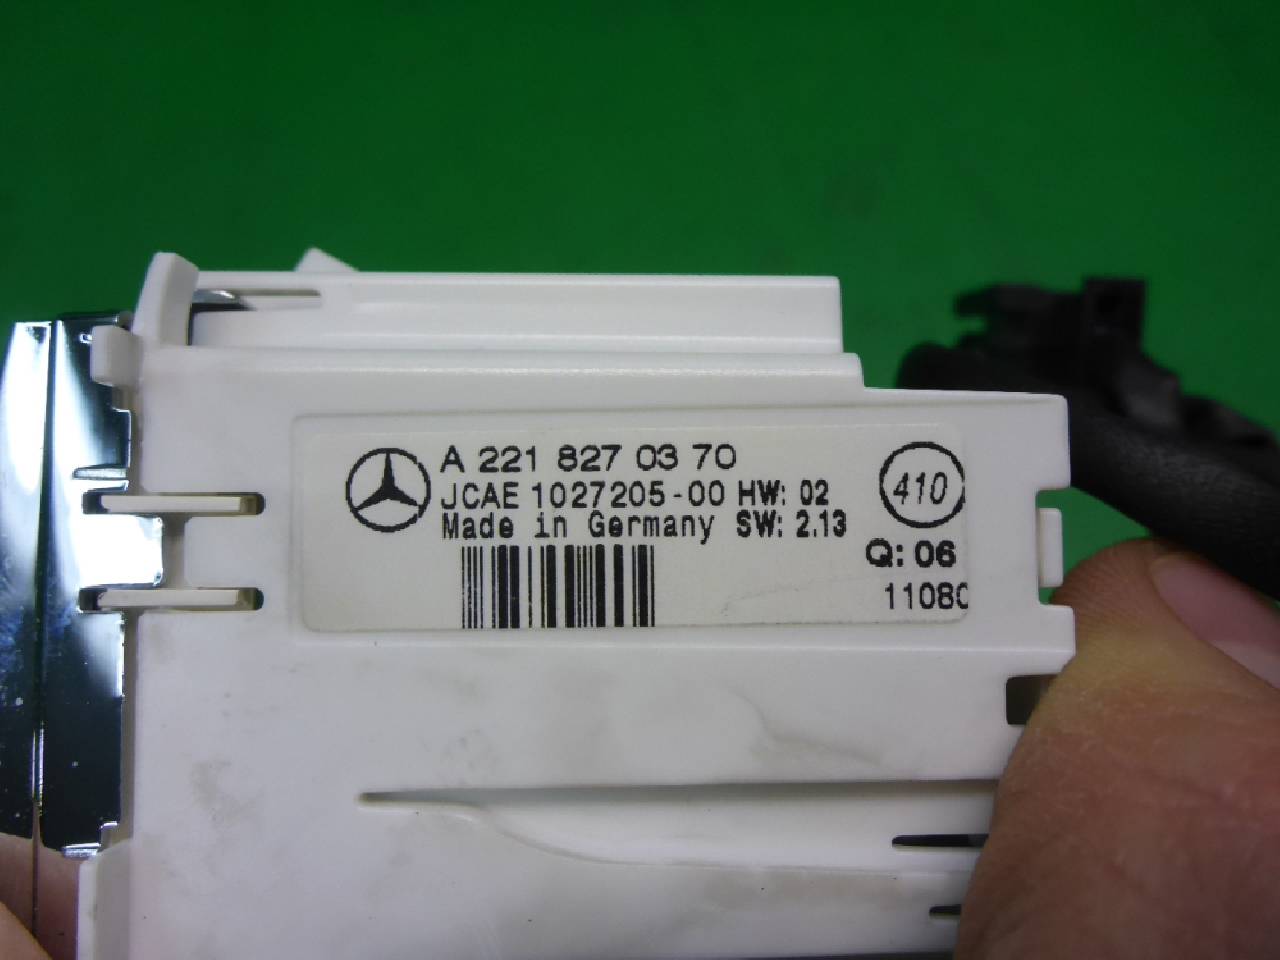 A 221 827 03 70
JCAE 1027205-00 HW: 02
Made in Germany SW: 2.13
410
Q: 06
11080